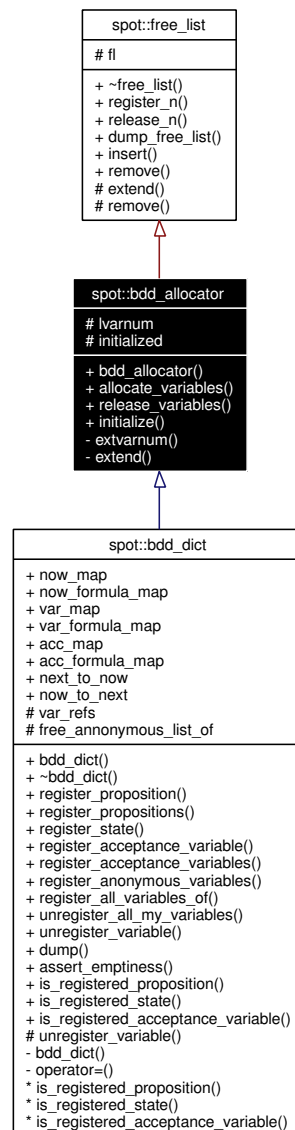 spot::free_list
# fl
+ ~free_list()
+ register_n()
+ release_n()
+ dump_free_list()
+ insert()
+ remove()
# extend()
# remove()
spot::bdd_allocator
# lvarnum
# initialized
+ bdd_allocator()
+ allocate_variables()
+ release_variables()
+ initialize()
- extvarnum()
- extend()
spot::bdd_dict
+ now_map
+ now_formula_map
+ var_map
+ var_formula_map
+ acc_map
+ acc_formula_map
+ next_to_now
+ now_to_next
# var_refs
# free_annonymous_list_of
+ bdd_dict()
+ ~bdd_dict()
+ register_proposition()
+ register_propositions()
+ register_state()
+ register_acceptance_variable()
+ register_acceptance_variables()
+ register_anonymous_variables()
+ register_all_variables_of()
+ unregister_all_my_variables()
+ unregister_variable()
+ dump()
+ assert_emptiness()
+ is_registered_proposition()
+ is_registered_state()
+ is_registered_acceptance_variable()
# unregister_variable()
- bdd_dict()
- operator=()
* is_registered_proposition()
* is_registered_state()
* is_registered_acceptance_variable()